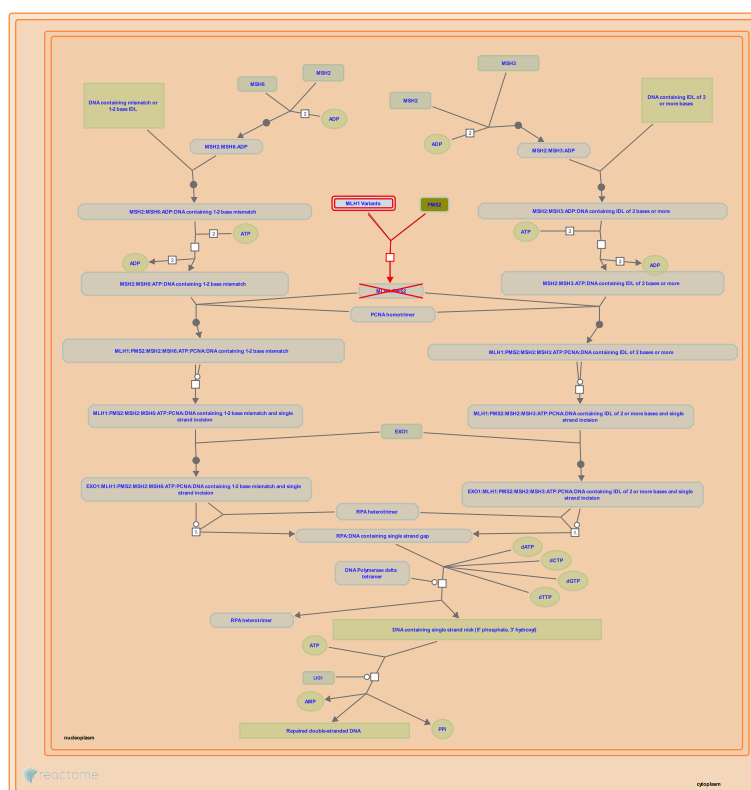 MSH3
MSH2
MSH6
DNA containing mismatch or
1-2 base IDL
DNA containing IDL of 2
or more bases
MSH2
2
ADP
2
ADP
MSH2:MSH6:ADP
MSH2:MSH3:ADP
MLH1 Variants
PMS2
MSH2:MSH6:ADP:DNA containing 1-2 base mismatch
MSH2:MSH3:ADP:DNA containing IDL of 2 bases or more
2
ATP
ATP
2
ADP
2
2
ADP
MSH2:MSH6:ATP:DNA containing 1-2 base mismatch
MSH2:MSH3:ATP:DNA containing IDL of 2 bases or more
MLH1:PMS2
PCNA homotrimer
MLH1:PMS2:MSH2:MSH6:ATP:PCNA:DNA containing 1-2 base mismatch
MLH1:PMS2:MSH2:MSH3:ATP:PCNA:DNA containing IDL of 2 bases or more
MLH1:PMS2:MSH2:MSH6:ATP:PCNA:DNA containing 1-2 base mismatch and single
strand incision
MLH1:PMS2:MSH2:MSH3:ATP:PCNA:DNA containing IDL of 2 or more bases and single
strand incision
EXO1
EXO1:MLH1:PMS2:MSH2:MSH6:ATP:PCNA:DNA containing 1-2 base mismatch and single
strand incision
EXO1:MLH1:PMS2:MSH2:MSH3:ATP:PCNA:DNA containing IDL of 2 or more bases and single
strand incision
RPA heterotrimer
RPA:DNA containing single strand gap
dATP
dCTP
DNA Polymerase delta
tetramer
dGTP
dTTP
RPA heterotrimer
DNA containing single strand nick (5' phosphate, 3' hydroxyl)
ATP
LIG1
AMP
Repaired double-stranded DNA
PPi
nucleoplasm
reactome
cytoplasm